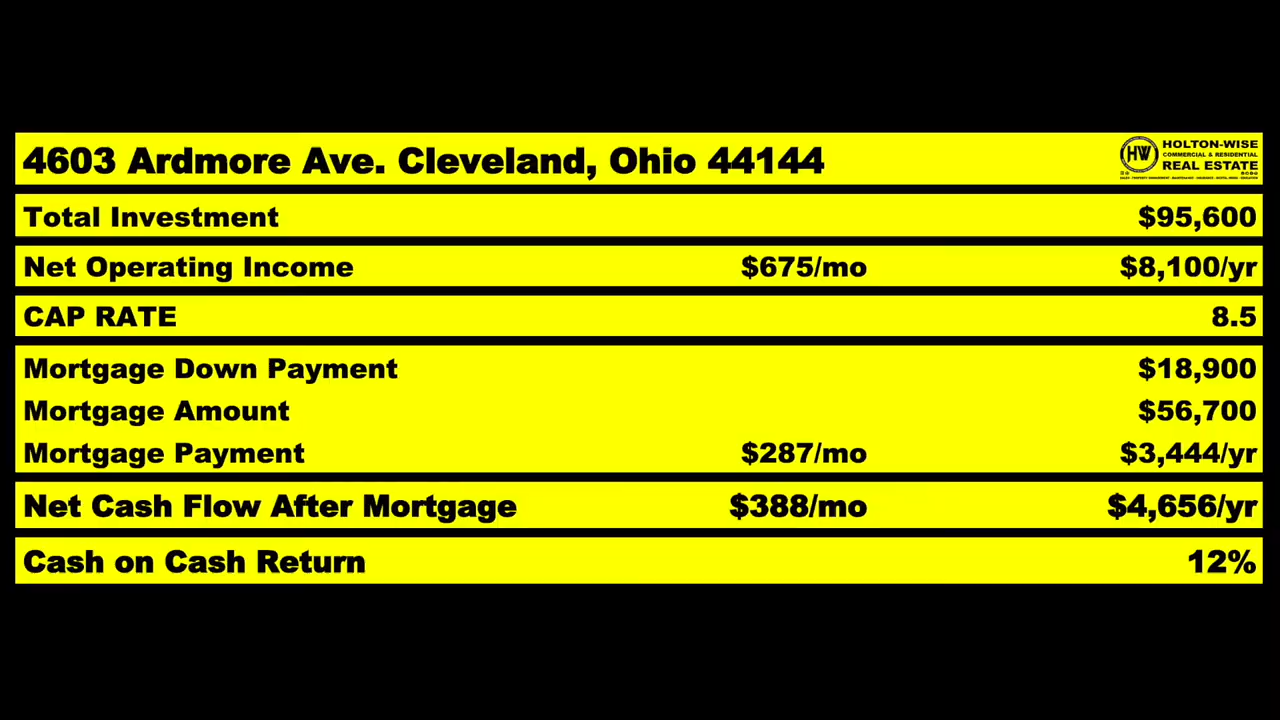 4603 Ardmore Ave. Cleveland, Ohio 44144
HW
HOLTON-WISE
COMMERCIAL & RESIDENTIAL
REAL ESTATE
Total Investment $95,600
Net Operating Income $675/mo $8,100/yr
CAP RATE 8.5
Mortgage Down Payment $18,900
Mortgage Amount $56,700
Mortgage Payment $287/mo $3,444/yr
Net Cash Flow After Mortgage $388/mo $4,656/yr
Cash on Cash Return 12%